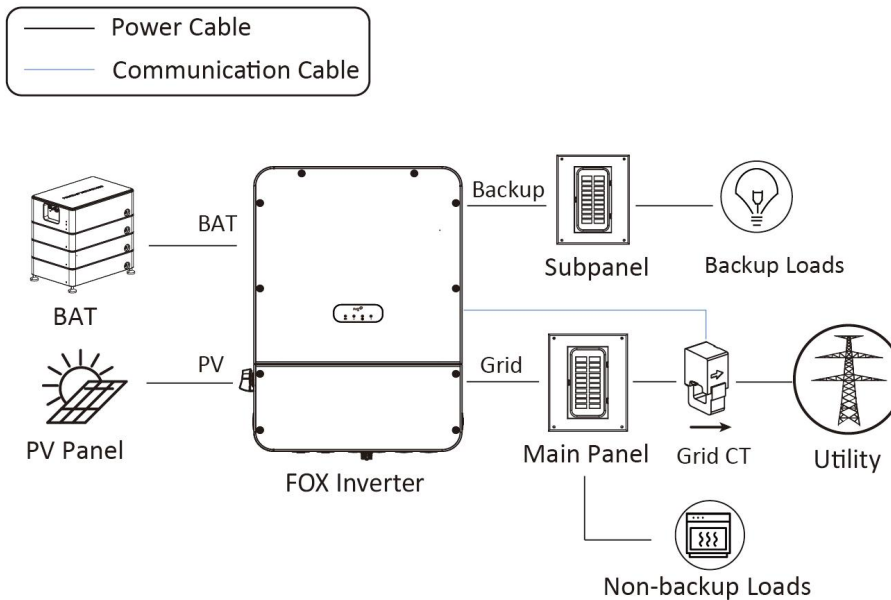 Power Cable
Communication Cable
Backup
BAT
Subpanel
Backup Loads
BAT
PV
Grid
PV Panel
FOX Inverter
Main Panel
Grid CT
Utility
Non-backup Loads